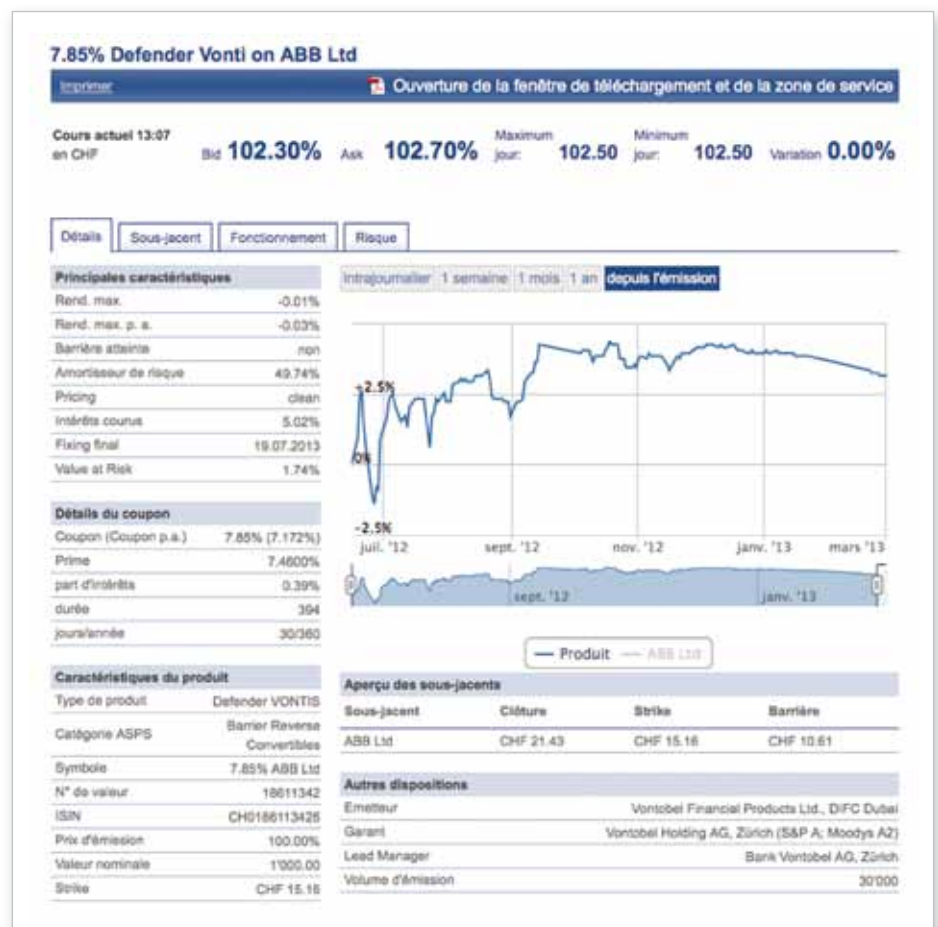 7.85% Defender Vonti on ABB Ltd
Imprimer
Ouverture de la fenêtre de téléchargement et de la zone de service
Cours actuel 13:07
en CHF
Bid 102.30%
Ask 102.70%
Maximum jour: 102.50
Minimum jour: 102.50
Variation 0.00%
Détails
Sous-jacent
Fonctionnement
Risque
Principales caractéristiques
Rend. max. -0.01%
Rend. max. p. a. -0.03%
Barrière atteinte non
Amortisseur de risque 49.74%
Pricing clean
Intérêts courus 5.02%
Fixing final 19.07.2013
Value at Risk 1.74%
Détails du coupon
Coupon (Coupon p.a.) 7.85% (7.172%)
Prime 7.4600%
part d'intérêts 0.39%
durée 394
jours/année 30/360
Caractéristiques du produit
Type de produit Defender VONTIS
Catégorie ASPS Barrier Reverse
Convertibles
Symbole 7.85% ABB Ltd
N° de valeur 18611342
ISIN CH0186113426
Prix d'émission 100.00%
Valeur nominale 1'000.00
Strike CHF 15.16
Intrajournalier 1 semaine 1 mois 1 an depuis l'émission
+2.5%
0%
-2.5%
juil. '12 sept. '12 nov. '12 janv. '13 mars '13
sept. '12 janv. '13
Produit ABB Ltd
Aperçu des sous-jacents
Sous-jacent Clôture Strike Barrière
ABB Ltd CHF 21.43 CHF 15.16 CHF 10.61
Autres dispositions
Emetteur Vontobel Financial Products Ltd., DIFC Dubai
Garant Vontobel Holding AG, Zürich (S&P A; Moodys A2)
Lead Manager Bank Vontobel AG, Zürich
Volume d'émission 30'000